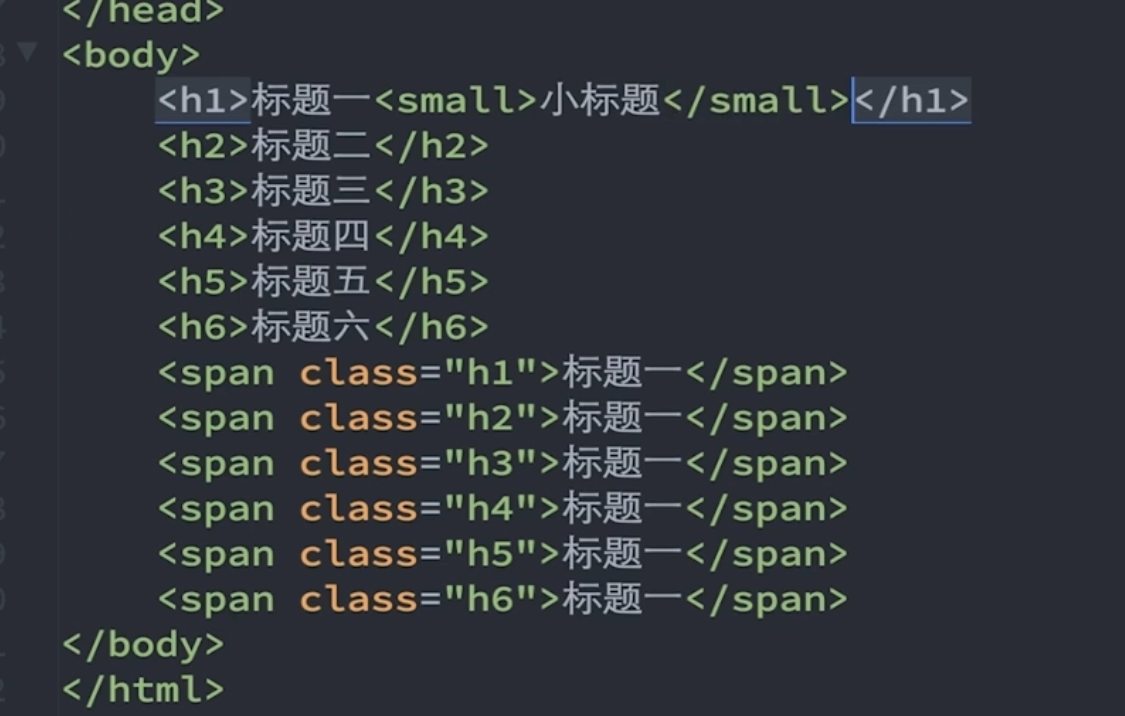 </head>
<body>
<h1>标题一<small>小标题</small></h1>
<h2>标题二</h2>
<h3>标题三</h3>
<h4>标题四</h4>
<h5>标题五</h5>
<h6>标题六</h6>
<span class="h1">标题一</span>
<span class="h2">标题一</span>
<span class="h3">标题一</span>
<span class="h4">标题一</span>
<span class="h5">标题一</span>
<span class="h6">标题一</span>
</body>
</html>